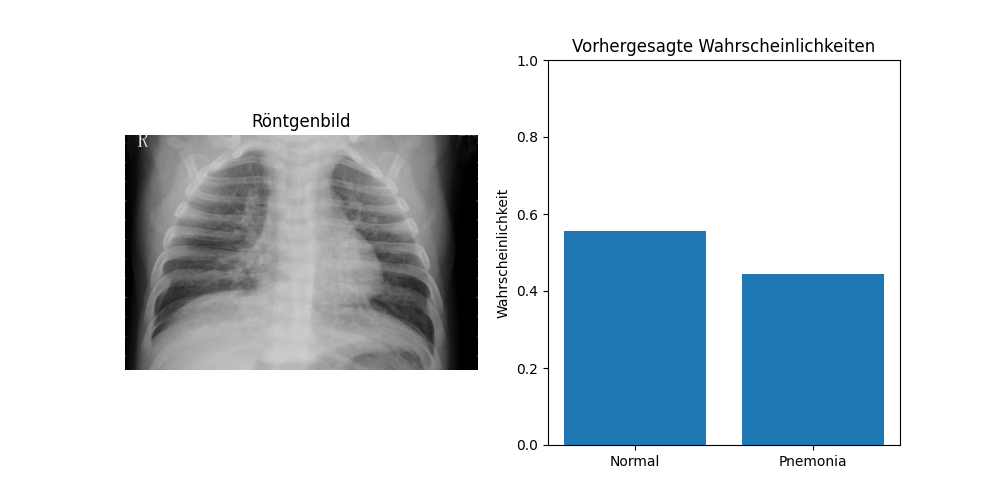 Röntgenbild
R
Vorhergesagte Wahrscheinlichkeiten
Wahrscheinlichkeit
1.0
0.8
0.6
0.4
0.2
0.0
Normal
Pnemonia